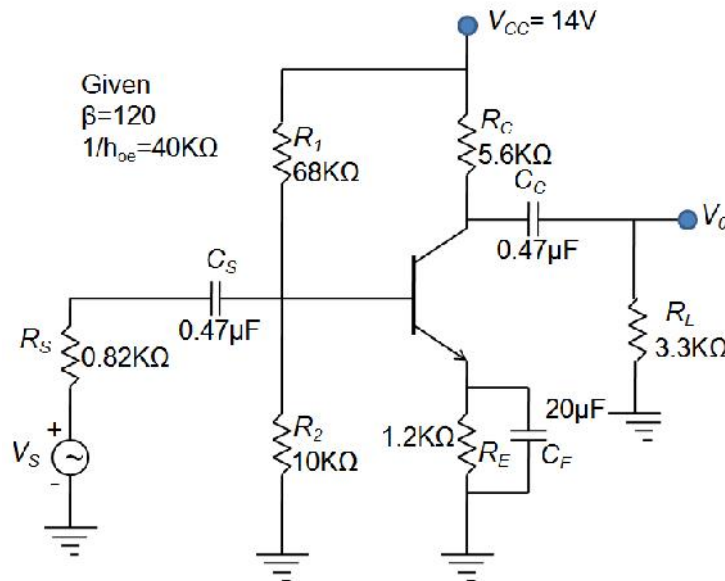 V_CC= 14V
Given
β=120
1/h_oe=40KΩ
R_1
68KΩ
R_C
5.6KΩ
C_C
0.47µF
V_0
C_S
0.47µF
R_S
0.82KΩ
R_L
3.3KΩ
+
V_S
~
-
R_2
10KΩ
1.2KΩ
R_E
20µF
C_F